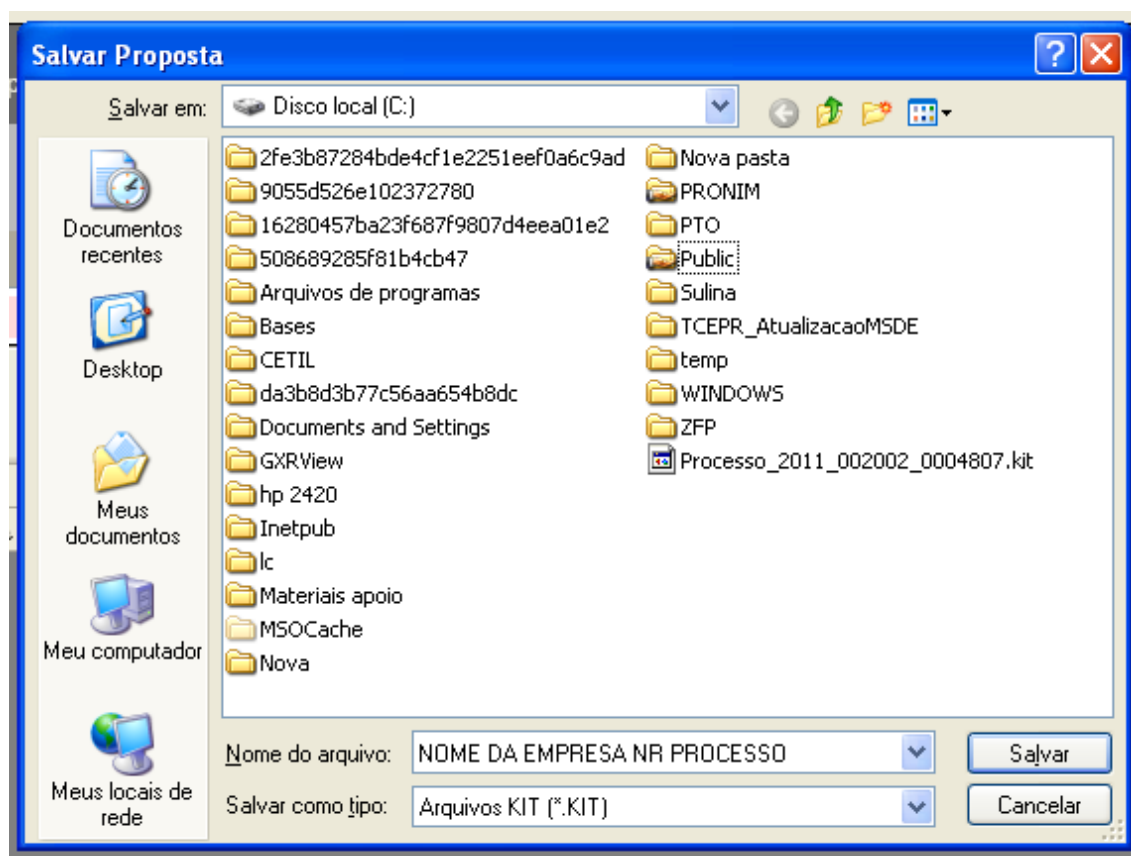 Salvar Proposta
Salvar em:
Disco local (C:)
Documentos
recentes
Desktop
Meus
documentos
Meu computador
Meus locais de
rede
2fe3b87284bde4cf1e2251eef0a6c9ad
9055d526e102372780
16280457ba23f687f9807d4eea01e2
508689285f81b4cb47
Arquivos de programas
Bases
CETIL
da3b8d3b77c56aa654b8dc
Documents and Settings
GXRView
hp 2420
Inetpub
lc
Materiais apoio
MSOCache
Nova
Nova pasta
PRONIM
PTO
Public
Sulina
TCEPR_AtualizacaoMSDE
temp
WINDOWS
ZFP
Processo_2011_002002_0004807.kit
Nome do arquivo:
NOME DA EMPRESA NR PROCESSO
Salvar
Salvar como tipo:
Arquivos KIT (*.KIT)
Cancelar